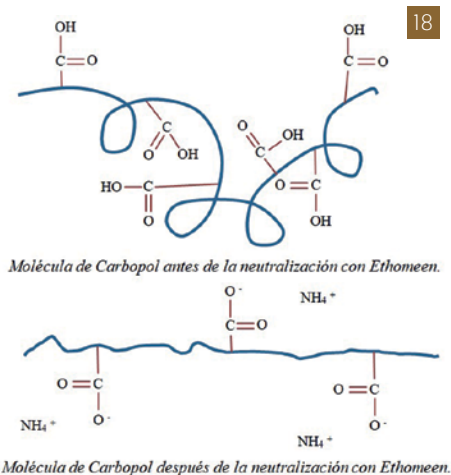 18
OH
C=O
OH
C=O
C
O
OH
HO—C
O
O
C
OH
O=C
OH
Molécula de Carbopol antes de la neutralización con Ethomeen.
O-
C=O
NH₄⁺
O=C
O-
NH₄⁺
O=C
O-
NH₄⁺
Molécula de Carbopol después de la neutralización con Ethomeen.